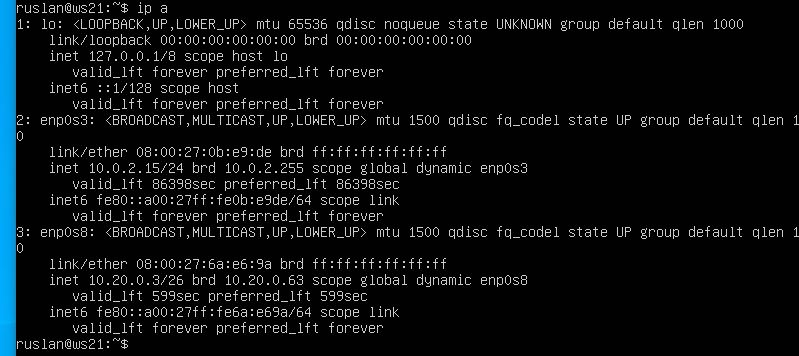 ruslan@ws21:~$ ip a
1: lo: <LOOPBACK,UP,LOWER_UP> mtu 65536 qdisc noqueue state UNKNOWN group default qlen 1000
    link/loopback 00:00:00:00:00:00 brd 00:00:00:00:00:00
    inet 127.0.0.1/8 scope host lo
       valid_lft forever preferred_lft forever
    inet6 ::1/128 scope host
       valid_lft forever preferred_lft forever
2: enp0s3: <BROADCAST,MULTICAST,UP,LOWER_UP> mtu 1500 qdisc fq_codel state UP group default qlen 1
0
    link/ether 08:00:27:0b:e9:de brd ff:ff:ff:ff:ff:ff
    inet 10.0.2.15/24 brd 10.0.2.255 scope global dynamic enp0s3
       valid_lft 86398sec preferred_lft 86398sec
    inet6 fe80::a00:27ff:fe0b:e9de/64 scope link
       valid_lft forever preferred_lft forever
3: enp0s8: <BROADCAST,MULTICAST,UP,LOWER_UP> mtu 1500 qdisc fq_codel state UP group default qlen 1
0
    link/ether 08:00:27:6a:e6:9a brd ff:ff:ff:ff:ff:ff
    inet 10.20.0.3/26 brd 10.20.0.63 scope global dynamic enp0s8
       valid_lft 599sec preferred_lft 599sec
    inet6 fe80::a00:27ff:fe6a:e69a/64 scope link
       valid_lft forever preferred_lft forever
ruslan@ws21:~$